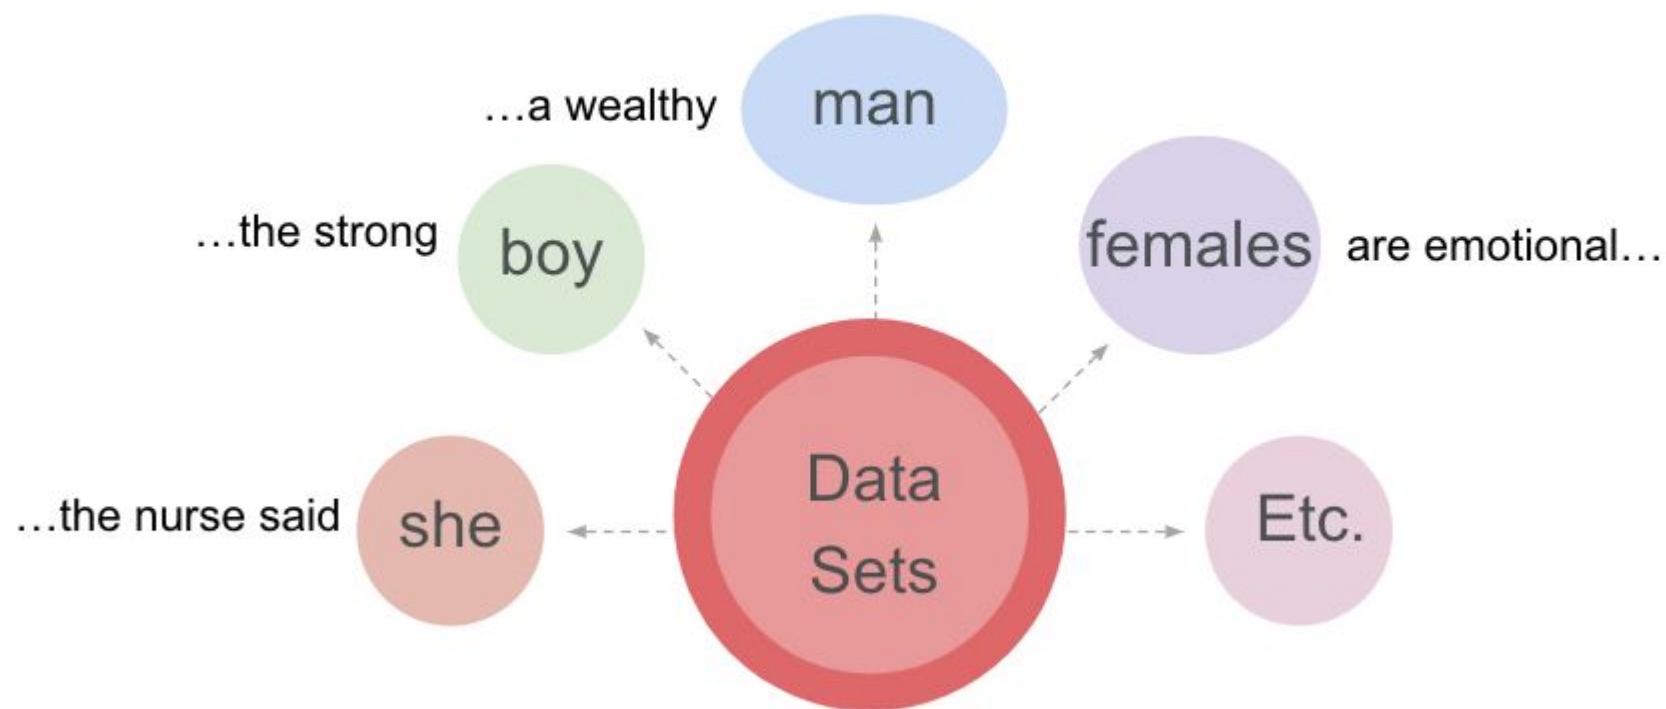 …a wealthy man
…the strong boy
females are emotional…
…the nurse said she
Etc.
Data
Sets